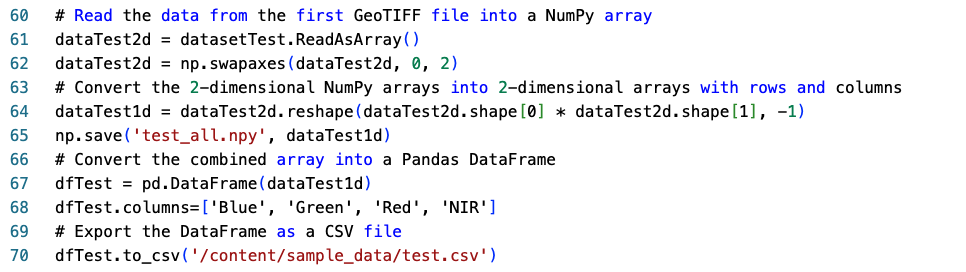 60 # Read the data from the first GeoTIFF file into a NumPy array
61 dataTest2d = datasetTest.ReadAsArray()
62 dataTest2d = np.swapaxes(dataTest2d, 0, 2)
63 # Convert the 2-dimensional NumPy arrays into 2-dimensional arrays with rows and columns
64 dataTest1d = dataTest2d.reshape(dataTest2d.shape[0] * dataTest2d.shape[1], -1)
65 np.save('test_all.npy', dataTest1d)
66 # Convert the combined array into a Pandas DataFrame
67 dfTest = pd.DataFrame(dataTest1d)
68 dfTest.columns=['Blue', 'Green', 'Red', 'NIR']
69 # Export the DataFrame as a CSV file
70 dfTest.to_csv('/content/sample_data/test.csv')